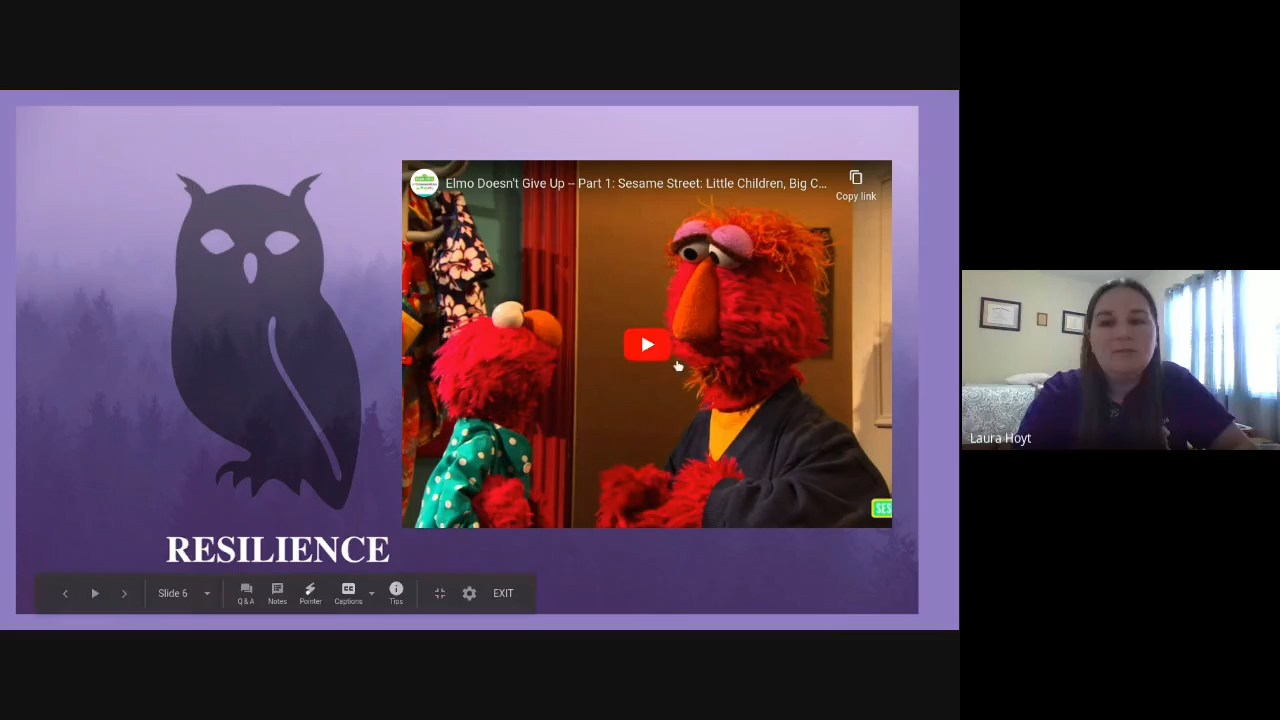 Elmo Doesn't Give Up – Part 1: Sesame Street: Little Children, Big C...
Copy link
SES
RESILIENCE
Slide 6
Q & A
Notes
Pointer
Captions
Tips
EXIT
Laura Hoyt